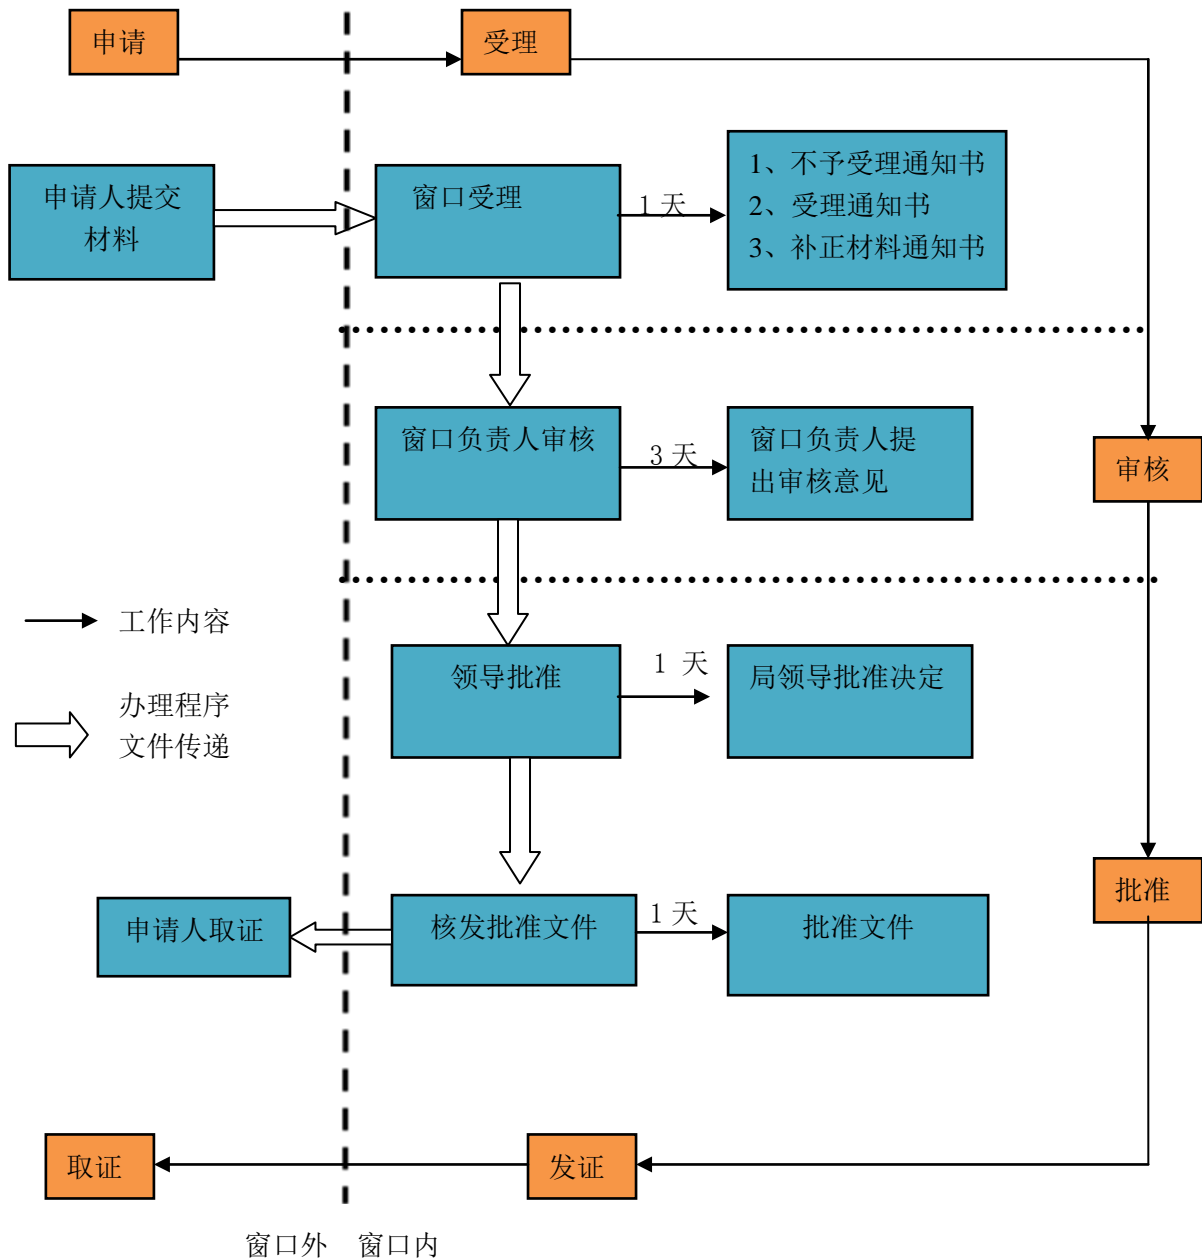 申请
受理
申请人提交
材料
窗口受理
1 天
1、不予受理通知书
2、受理通知书
3、补正材料通知书
窗口负责人审核
3 天
窗口负责人提
出审核意见
审核
工作内容
办理程序
文件传递
领导批准
1 天
局领导批准决定
批准
申请人取证
核发批准文件
1 天
批准文件
取证
发证
窗口外 窗口内